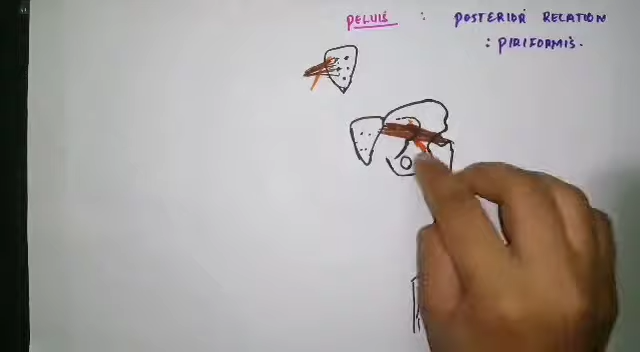 PELVIS : POSTERIOR RELATION
: PIRIFORMIS.